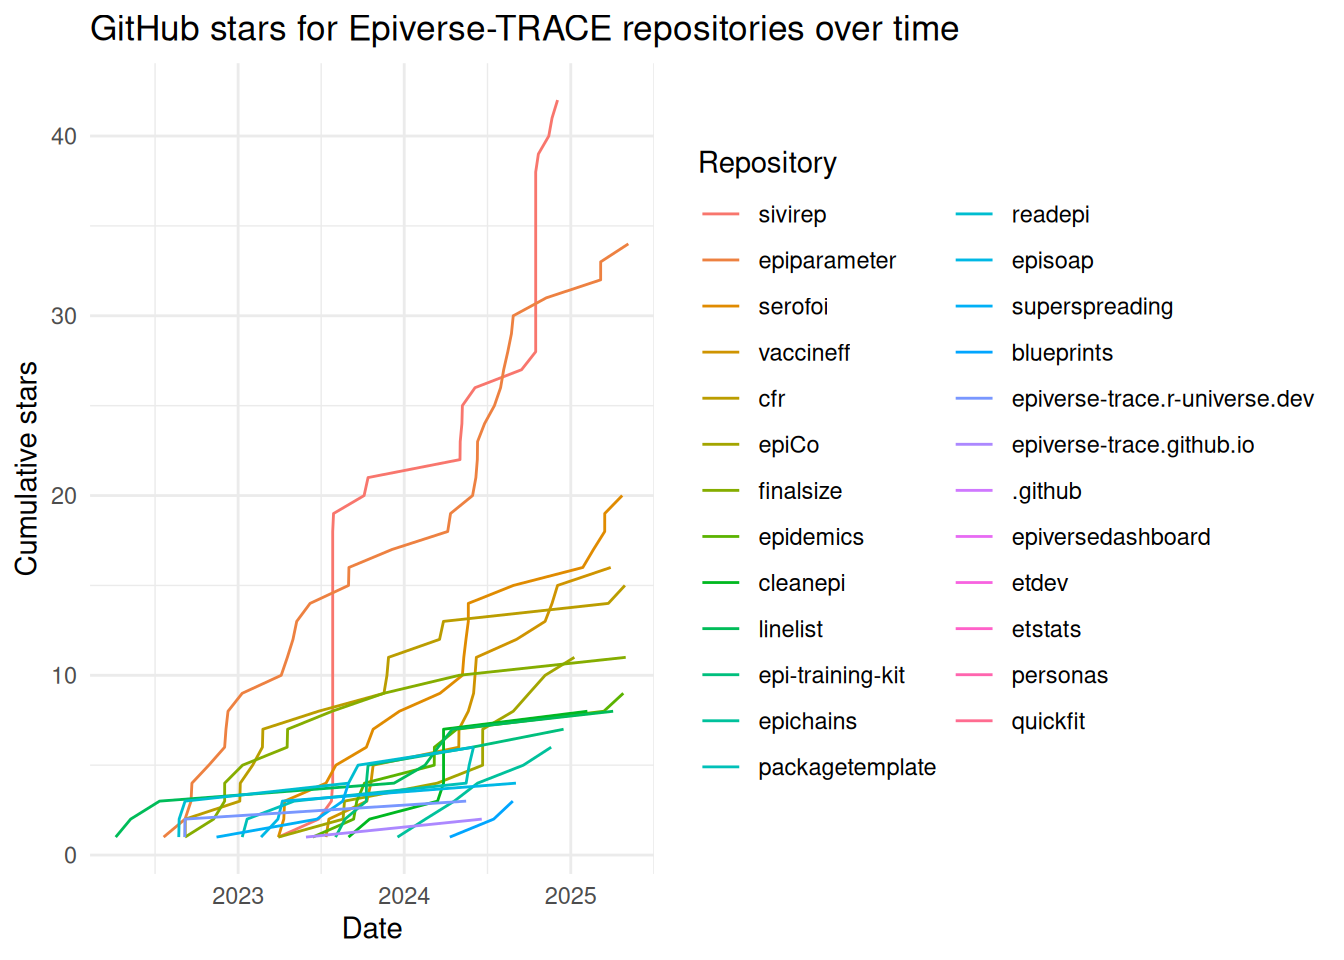 GitHub stars for Epiverse-TRACE repositories over time
Cumulative stars
40
30
20
10
0
2023
2024
2025
Date
Repository
sivirep
epiparameter
serofoi
vaccineff
cfr
epiCo
finalsize
epidemics
cleanepi
linelist
epi-training-kit
epichains
packagetemplate
readepi
episoap
superspreading
blueprints
epiverse-trace.r-universe.dev
epiverse-trace.github.io
.github
epiversedashboard
etdev
etstats
personas
quickfit